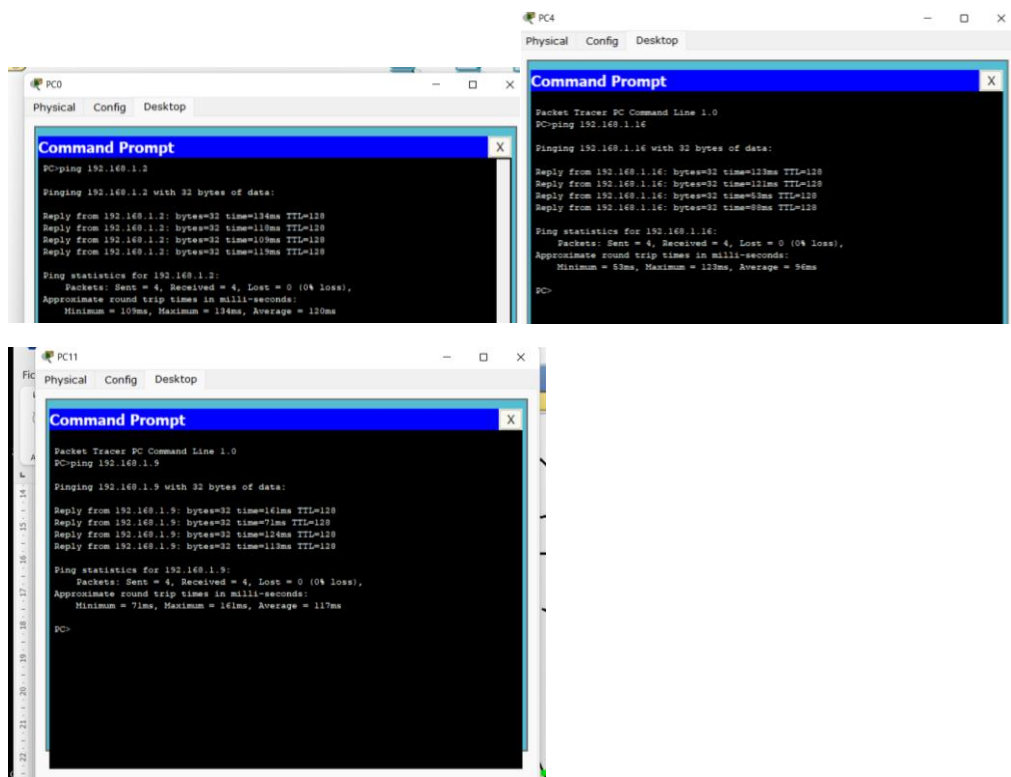 PC0
Physical Config Desktop
Command Prompt
X
PC>ping 192.168.1.2
Pinging 192.168.1.2 with 32 bytes of data:
Reply from 192.168.1.2: bytes=32 time=134ms TTL=128
Reply from 192.168.1.2: bytes=32 time=118ms TTL=128
Reply from 192.168.1.2: bytes=32 time=109ms TTL=128
Reply from 192.168.1.2: bytes=32 time=119ms TTL=128
Ping statistics for 192.168.1.2:
Packets: Sent = 4, Received = 4, Lost = 0 (0% loss),
Approximate round trip times in milli-seconds:
Minimum = 109ms, Maximum = 134ms, Average = 120ms
PC4
Physical Config Desktop
Command Prompt
X
Packet Tracer PC Command Line 1.0
PC>ping 192.168.1.16
Pinging 192.168.1.16 with 32 bytes of data:
Reply from 192.168.1.16: bytes=32 time=123ms TTL=128
Reply from 192.168.1.16: bytes=32 time=121ms TTL=128
Reply from 192.168.1.16: bytes=32 time=53ms TTL=128
Reply from 192.168.1.16: bytes=32 time=88ms TTL=128
Ping statistics for 192.168.1.16:
Packets: Sent = 4, Received = 4, Lost = 0 (0% loss),
Approximate round trip times in milli-seconds:
Minimum = 53ms, Maximum = 123ms, Average = 96ms
PC>
PC11
Fic
Physical Config Desktop
Command Prompt
X
Packet Tracer PC Command Line 1.0
PC>ping 192.168.1.9
Pinging 192.168.1.9 with 32 bytes of data:
Reply from 192.168.1.9: bytes=32 time=161ms TTL=128
Reply from 192.168.1.9: bytes=32 time=71ms TTL=128
Reply from 192.168.1.9: bytes=32 time=124ms TTL=128
Reply from 192.168.1.9: bytes=32 time=113ms TTL=128
Ping statistics for 192.168.1.9:
Packets: Sent = 4, Received = 4, Lost = 0 (0% loss),
Approximate round trip times in milli-seconds:
Minimum = 71ms, Maximum = 161ms, Average = 117ms
PC>
14
15
16
17
18
19
20
21
22